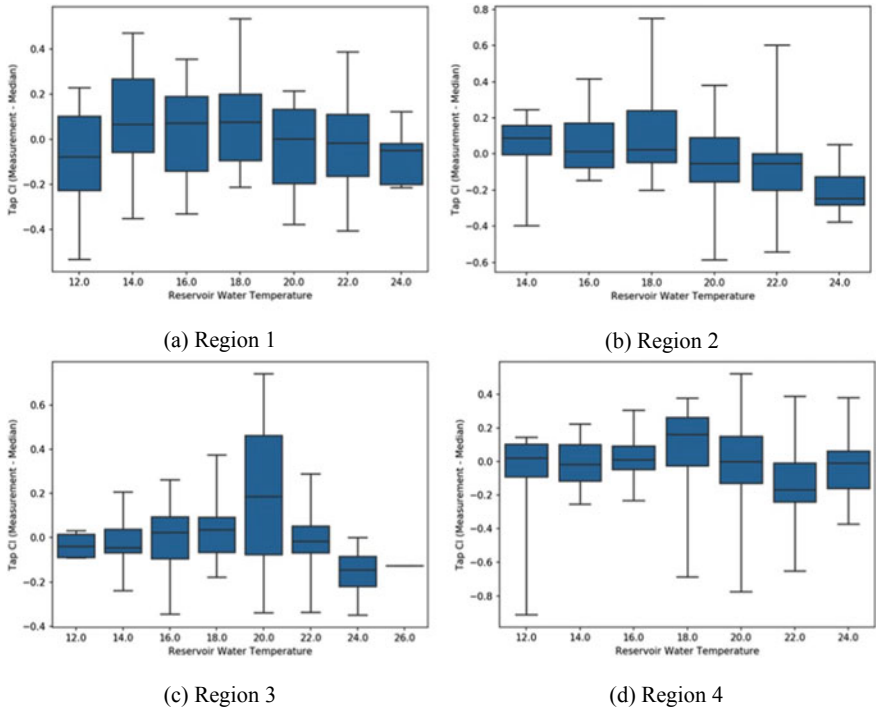 Tap Cl (Measurement - Median)
0.4
0.2
0.0
−0.2
−0.4
12.0 14.0 16.0 18.0 20.0 22.0 24.0
Reservoir Water Temperature
(a) Region 1
Tap Cl (Measurement - Median)
0.8
0.6
0.4
0.2
0.0
−0.2
−0.4
−0.6
14.0 16.0 18.0 20.0 22.0 24.0
Reservoir Water Temperature
(b) Region 2
Tap Cl (Measurement - Median)
0.6
0.4
0.2
0.0
−0.2
−0.4
12.0 14.0 16.0 18.0 20.0 22.0 24.0 26.0
Reservoir Water Temperature
(c) Region 3
Tap Cl (Measurement - Median)
0.4
0.2
0.0
−0.2
−0.4
−0.6
−0.8
12.0 14.0 16.0 18.0 20.0 22.0 24.0
Reservoir Water Temperature
(d) Region 4